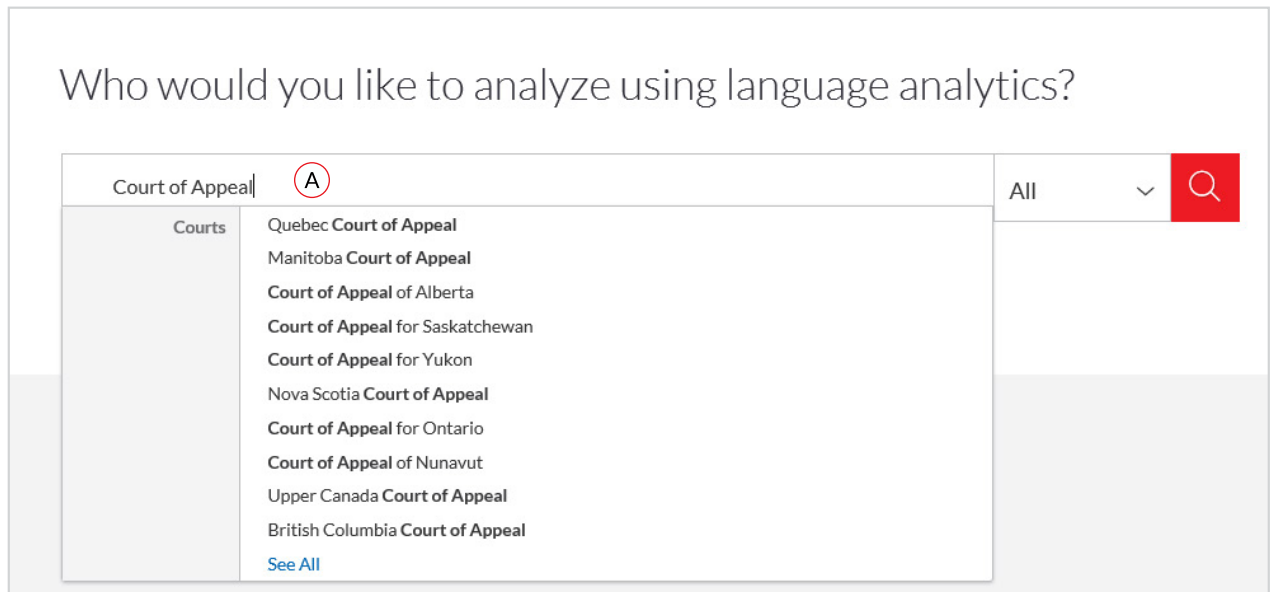 Who would you like to analyze using language analytics?
Court of Appeal A All
Courts Quebec Court of Appeal
Manitoba Court of Appeal
Court of Appeal of Alberta
Court of Appeal for Saskatchewan
Court of Appeal for Yukon
Nova Scotia Court of Appeal
Court of Appeal for Ontario
Court of Appeal of Nunavut
Upper Canada Court of Appeal
British Columbia Court of Appeal
See All